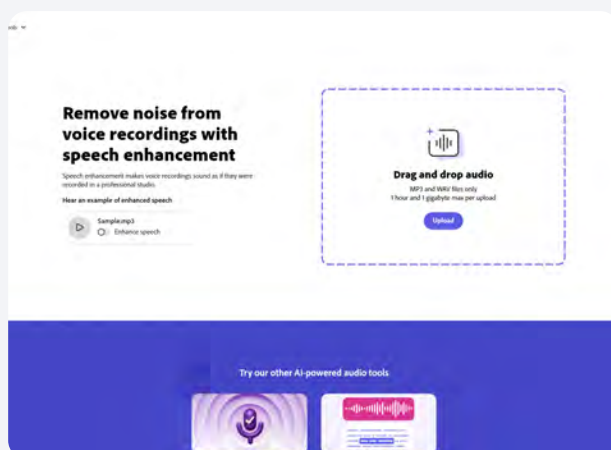 Remove noise from
voice recordings with
speech enhancement
Speech enhancement makes voice recordings sound as if they were
recorded in a professional studio.
Hear an example of enhanced speech
Sample.mp3
Enhance speech
Drag and drop audio
MP3 and WAV files only
1 hour and 1 gigabyte max per upload
Upload
Try our other AI-powered audio tools